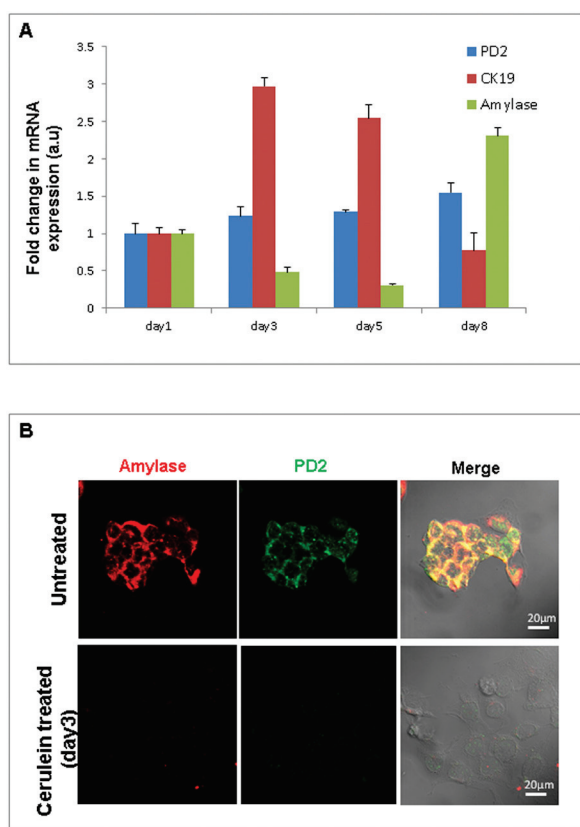 A
Fold change in mRNA
expression (a.u)
3.5
3
2.5
2
1.5
1
0.5
0
PD2
CK19
Amylase
day1 day3 day5 day8
B
Amylase PD2 Merge
Untreated
20µm
Cerulein treated
(day3)
20µm